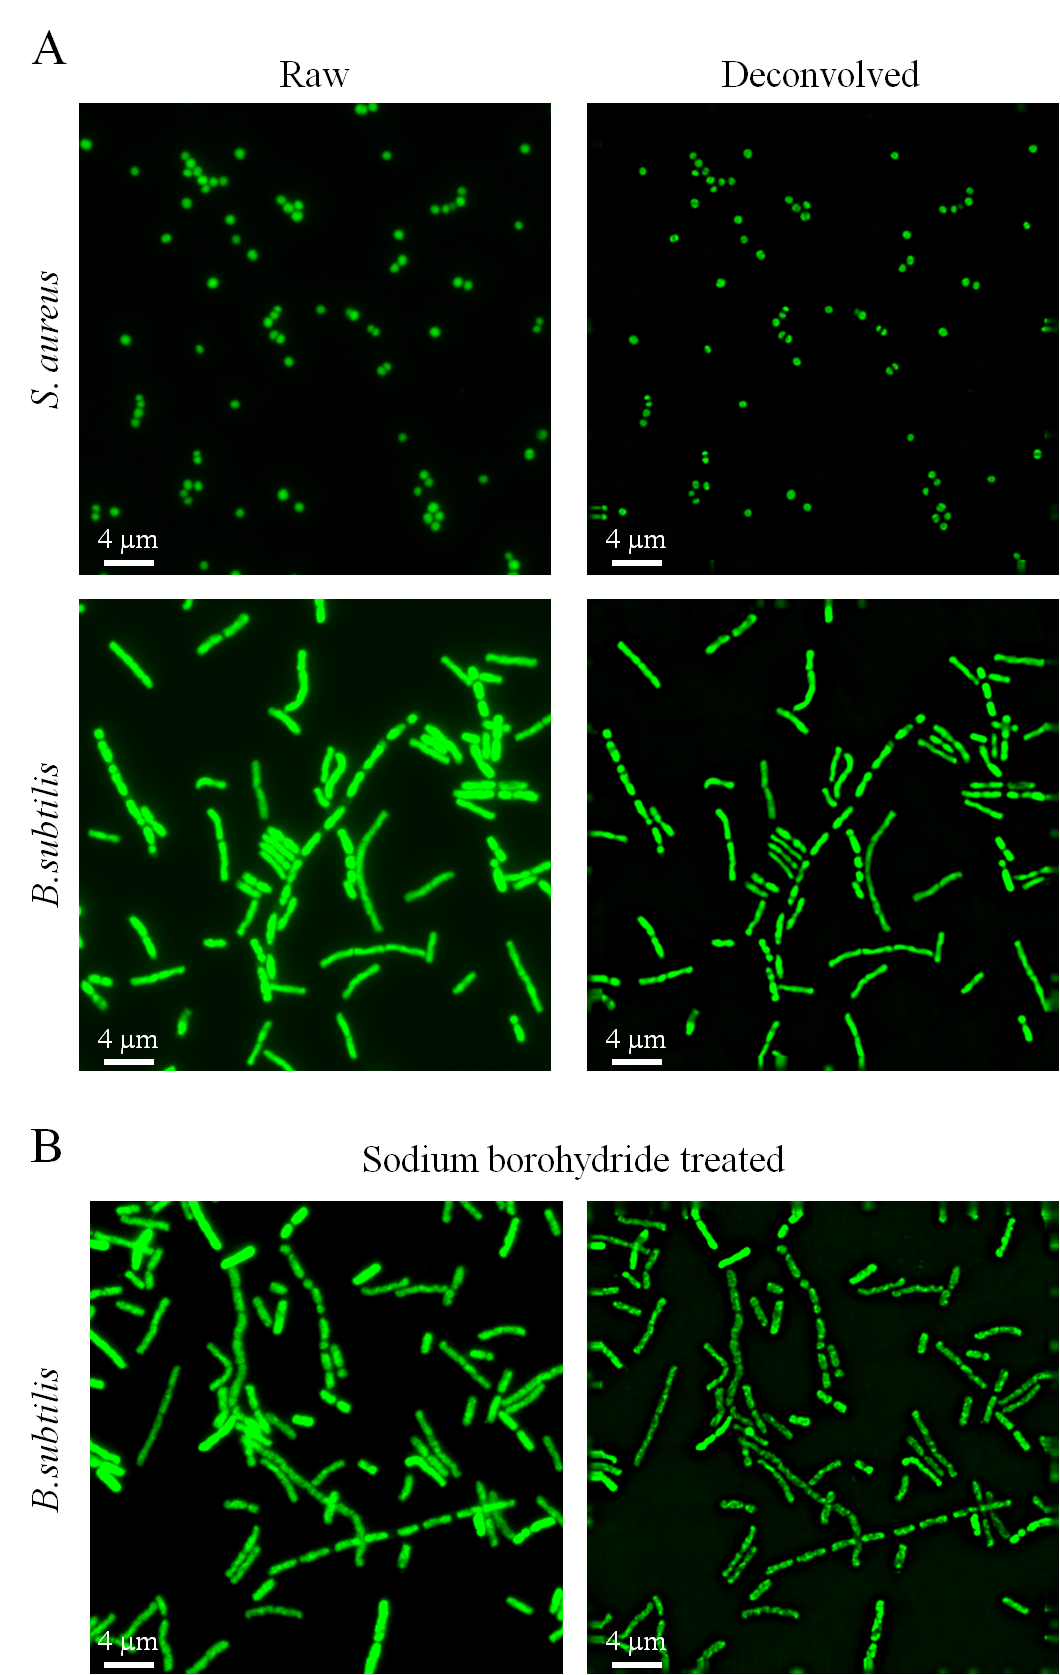 A
Raw
Deconvolved
S. aureus
4 μm
4 μm
B.subtilis
4 μm
4 μm
B
Sodium borohydride treated
B.subtilis
4 μm
4 μm